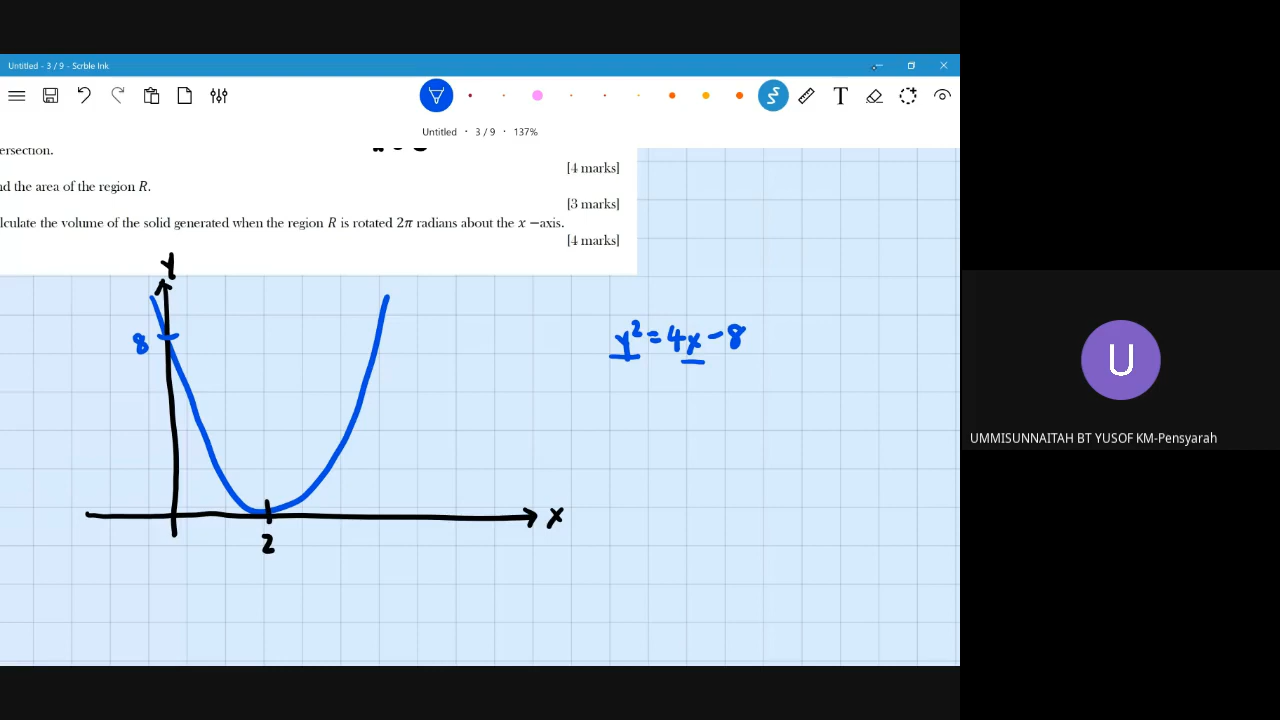 Untitled - 3 / 9 - Scrble Ink
T
Untitled • 3 / 9 • 137%
ersection.
[4 marks]
nd the area of the region R.
[3 marks]
lculate the volume of the solid generated when the region R is rotated 2π radians about the x −axis.
[4 marks]
y
8
y² = 4x - 8
x
2
U
UMMISUNNAITAH BT YUSOF KM-Pensyarah